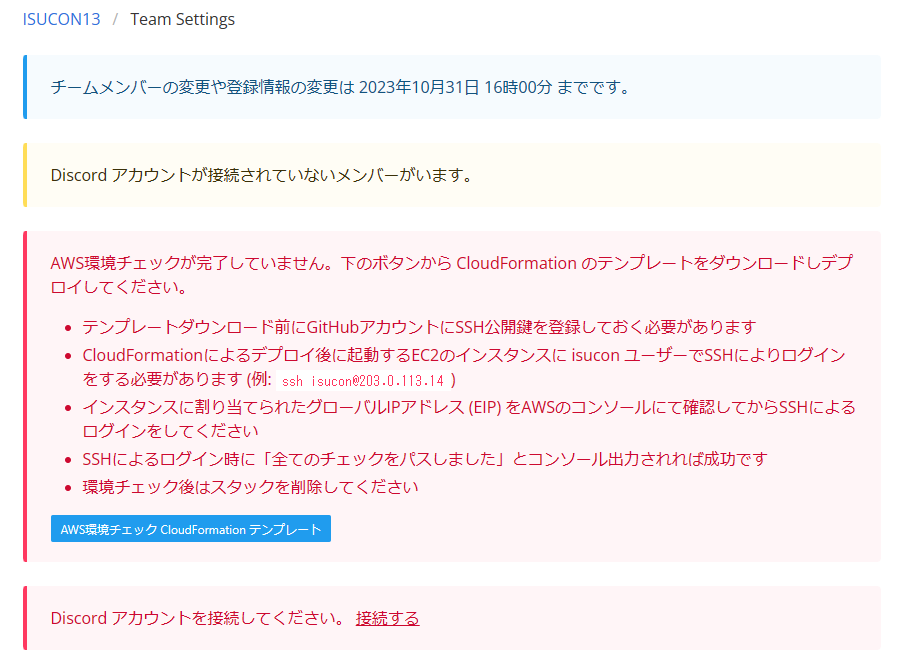 ISUCON13 / Team Settings
チームメンバーの変更や登録情報の変更は 2023年10月31日 16時00分 までです。
Discord アカウントが接続されていないメンバーがいます。
AWS環境チェックが完了していません。下のボタンから CloudFormation のテンプレートをダウンロードしデプ
ロイしてください。
• テンプレートダウンロード前にGitHubアカウントにSSH公開鍵を登録しておく必要があります
• CloudFormationによるデプロイ後に起動するEC2のインスタンスに isucon ユーザーでSSHによりログイン
をする必要があります (例: ssh isucon@203.0.113.14 )
• インスタンスに割り当てられたグローバルIPアドレス (EIP) をAWSのコンソールにて確認してからSSHによる
ログインをしてください
• SSHによるログイン時に「全てのチェックをパスしました」とコンソール出力されれば成功です
• 環境チェック後はスタックを削除してください
AWS環境チェック CloudFormation テンプレート
Discord アカウントを接続してください。 接続する